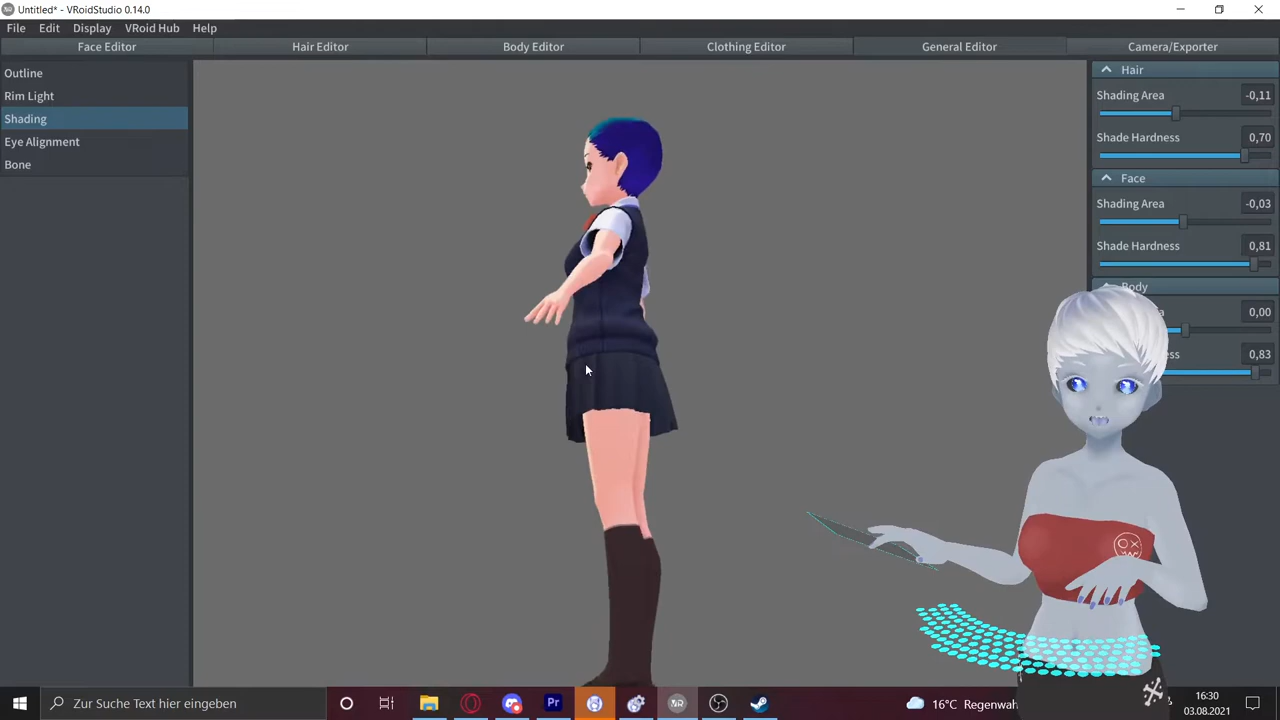 Untitled* - VRoidStudio 0.14.0
File Edit Display VRoid Hub Help
Face Editor Hair Editor Body Editor Clothing Editor General Editor Camera/Exporter
Outline
Rim Light
Shading
Eye Alignment
Bone
Hair
Shading Area -0,11
Shade Hardness 0,70
Face
Shading Area -0,03
Shade Hardness 0,81
Body
0,00
0,83
Zur Suche Text hier eingeben
16°C Regenwah
16:30
03.08.2021